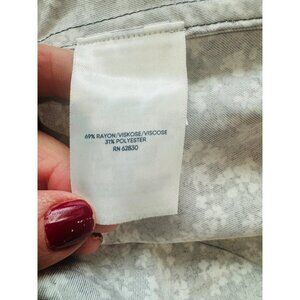 69% RAYON/VISKOSE/VISCOSE
31% POLYESTER
RN 62830